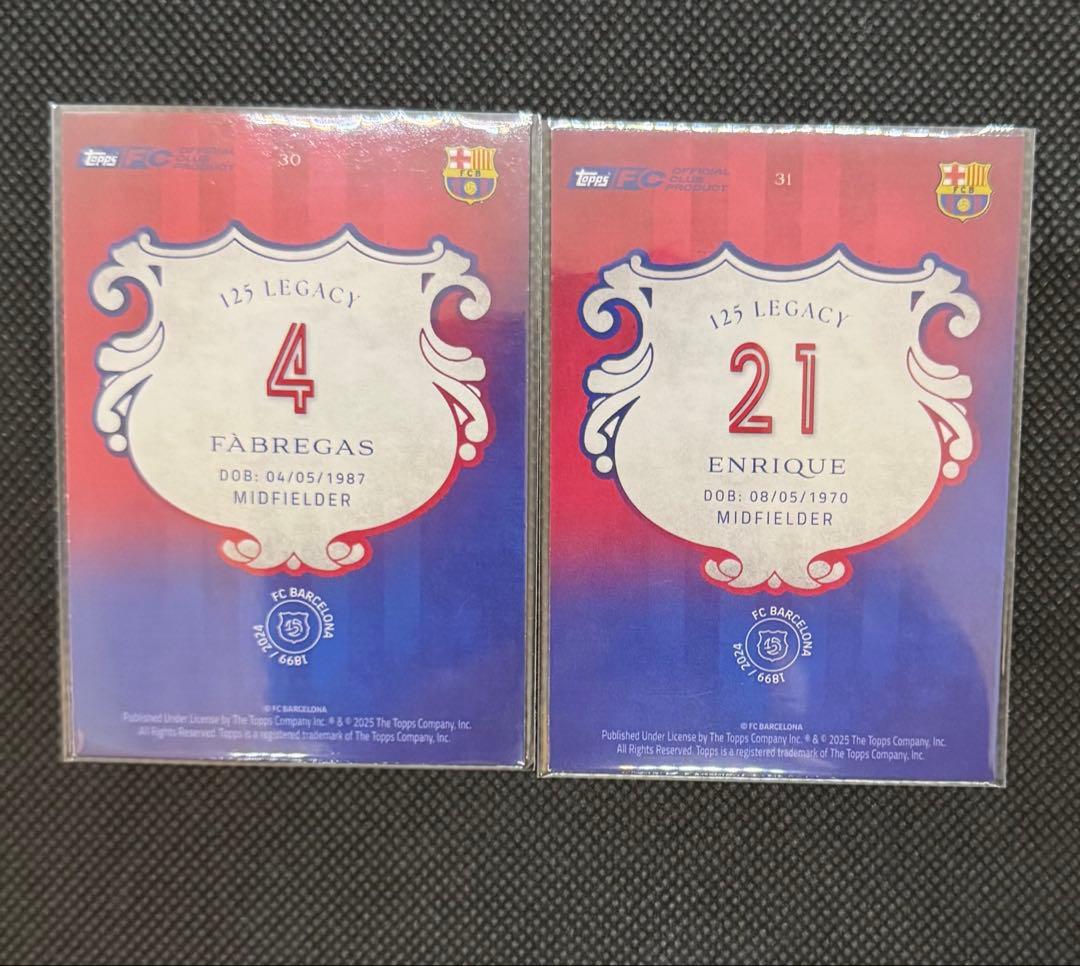 Topps FC OFFICIAL CLUB PRODUCT
30
FCB
125 LEGACY
4
FÀBREGAS
DOB: 04/05/1987
MIDFIELDER
FC BARCELONA
125
1899 / 2024
© FC BARCELONA
Published Under License by The Topps Company Inc. ® & © 2025 The Topps Company, Inc.
All Rights Reserved. Topps is a registered trademark of The Topps Company, Inc.
Topps FC OFFICIAL CLUB PRODUCT
31
FCB
125 LEGACY
21
ENRIQUE
DOB: 08/05/1970
MIDFIELDER
FC BARCELONA
125
1899 / 2024
© FC BARCELONA
Published Under License by The Topps Company Inc. ® & © 2025 The Topps Company, Inc.
All Rights Reserved. Topps is a registered trademark of The Topps Company, Inc.